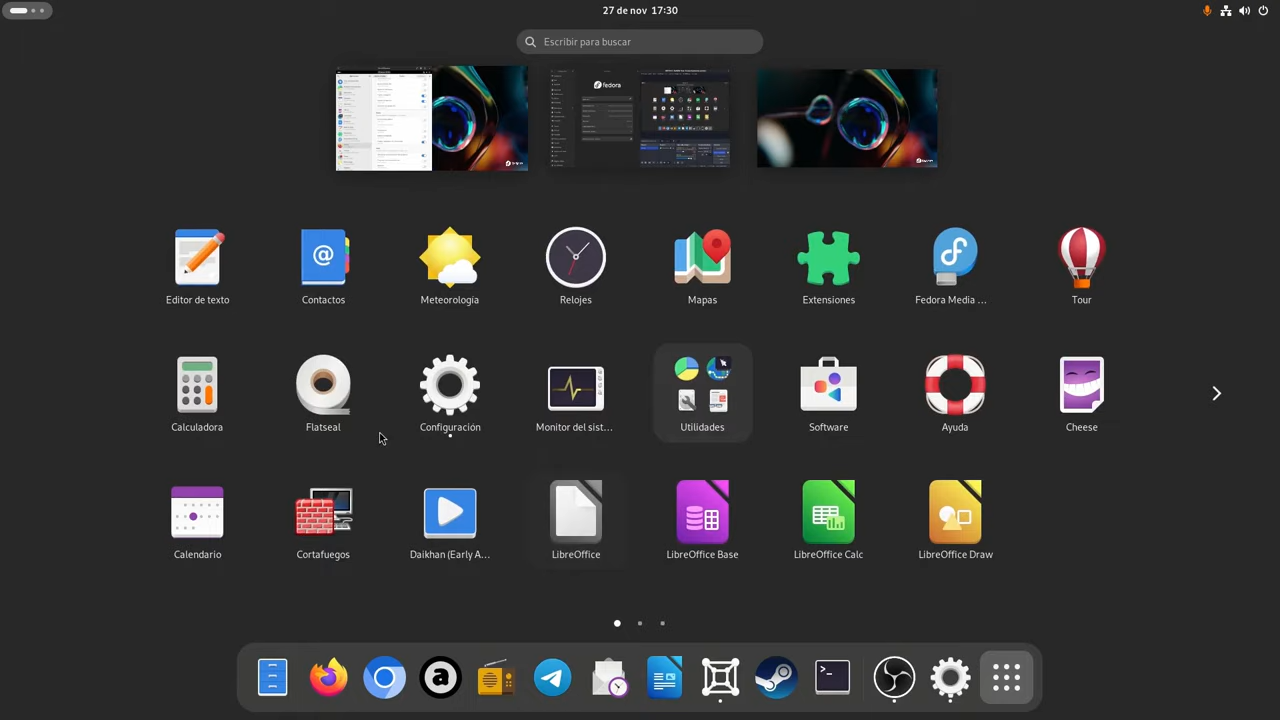 27 de nov 17:30
Escribir para buscar
fedora
Editor de texto
Contactos
Meteorología
Relojes
Mapas
Extensiones
Fedora Media ...
Tour
Calculadora
Flatseal
Configuración
Monitor del sist...
Utilidades
Software
Ayuda
Cheese
Calendario
Cortafuegos
Daikhan (Early A...
LibreOffice
LibreOffice Base
LibreOffice Calc
LibreOffice Draw